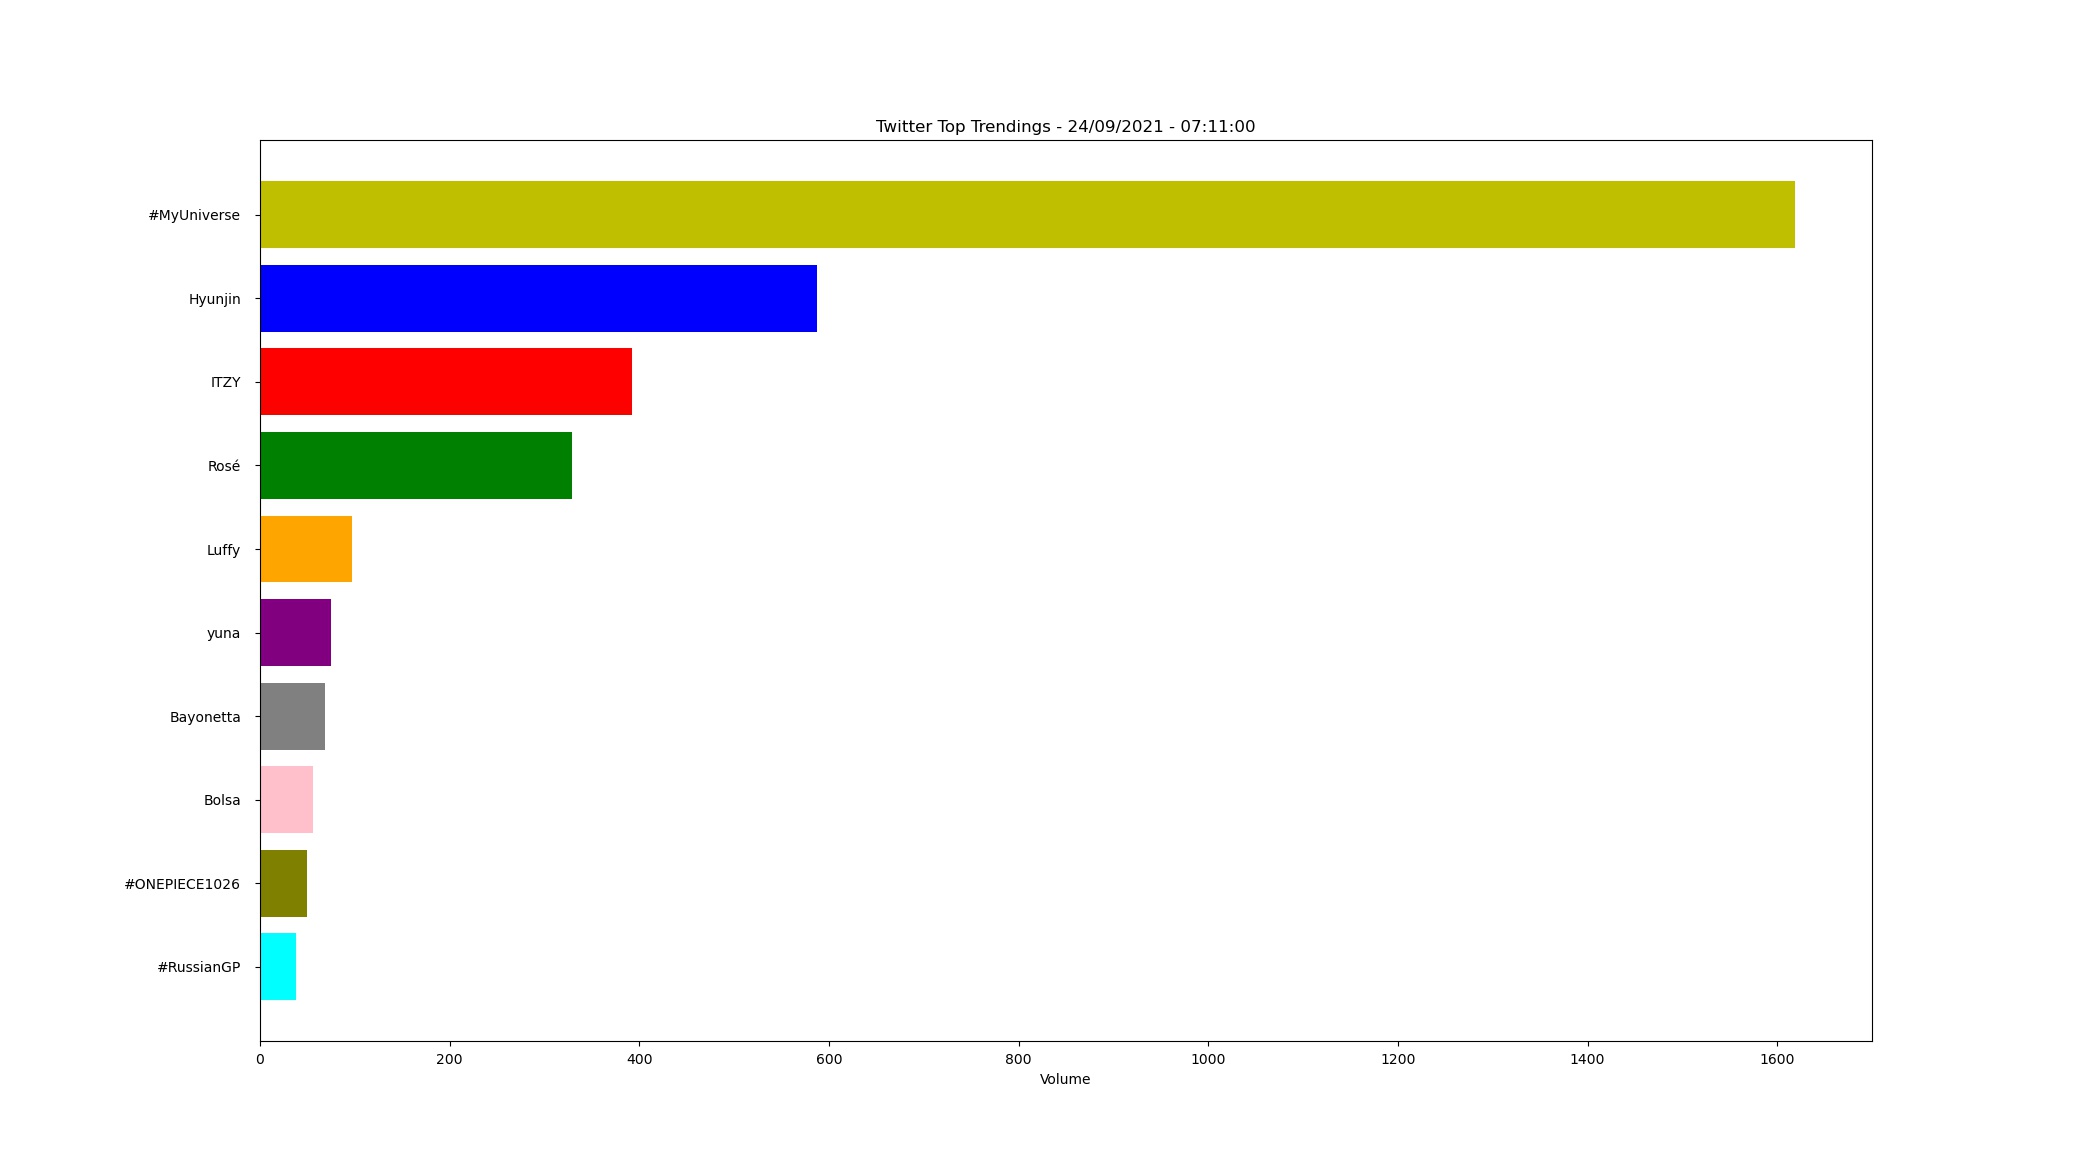 Twitter Top Trendings - 24/09/2021 - 07:11:00
#MyUniverse
Hyunjin
ITZY
Rosé
Luffy
yuna
Bayonetta
Bolsa
#ONEPIECE1026
#RussianGP
0 200 400 600 800 1000 1200 1400 1600
Volume